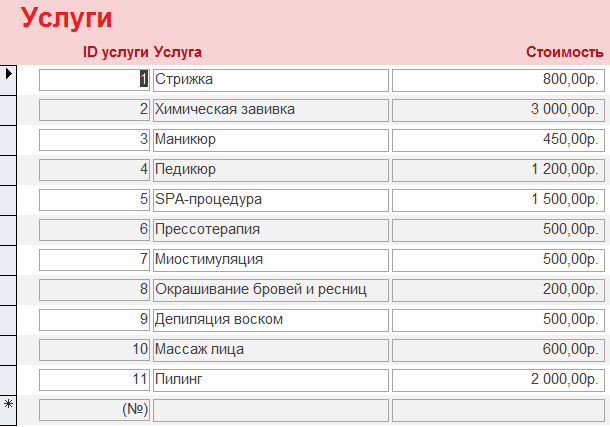 Услуги
ID услуги Услуга Стоимость
1 Стрижка 800,00р.
2 Химическая завивка 3 000,00р.
3 Маникюр 450,00р.
4 Педикюр 1 200,00р.
5 SPA-процедура 1 500,00р.
6 Прессотерапия 500,00р.
7 Миостимуляция 500,00р.
8 Окрашивание бровей и ресниц 200,00р.
9 Депиляция воском 500,00р.
10 Массаж лица 600,00р.
11 Пилинг 2 000,00р.
(№)